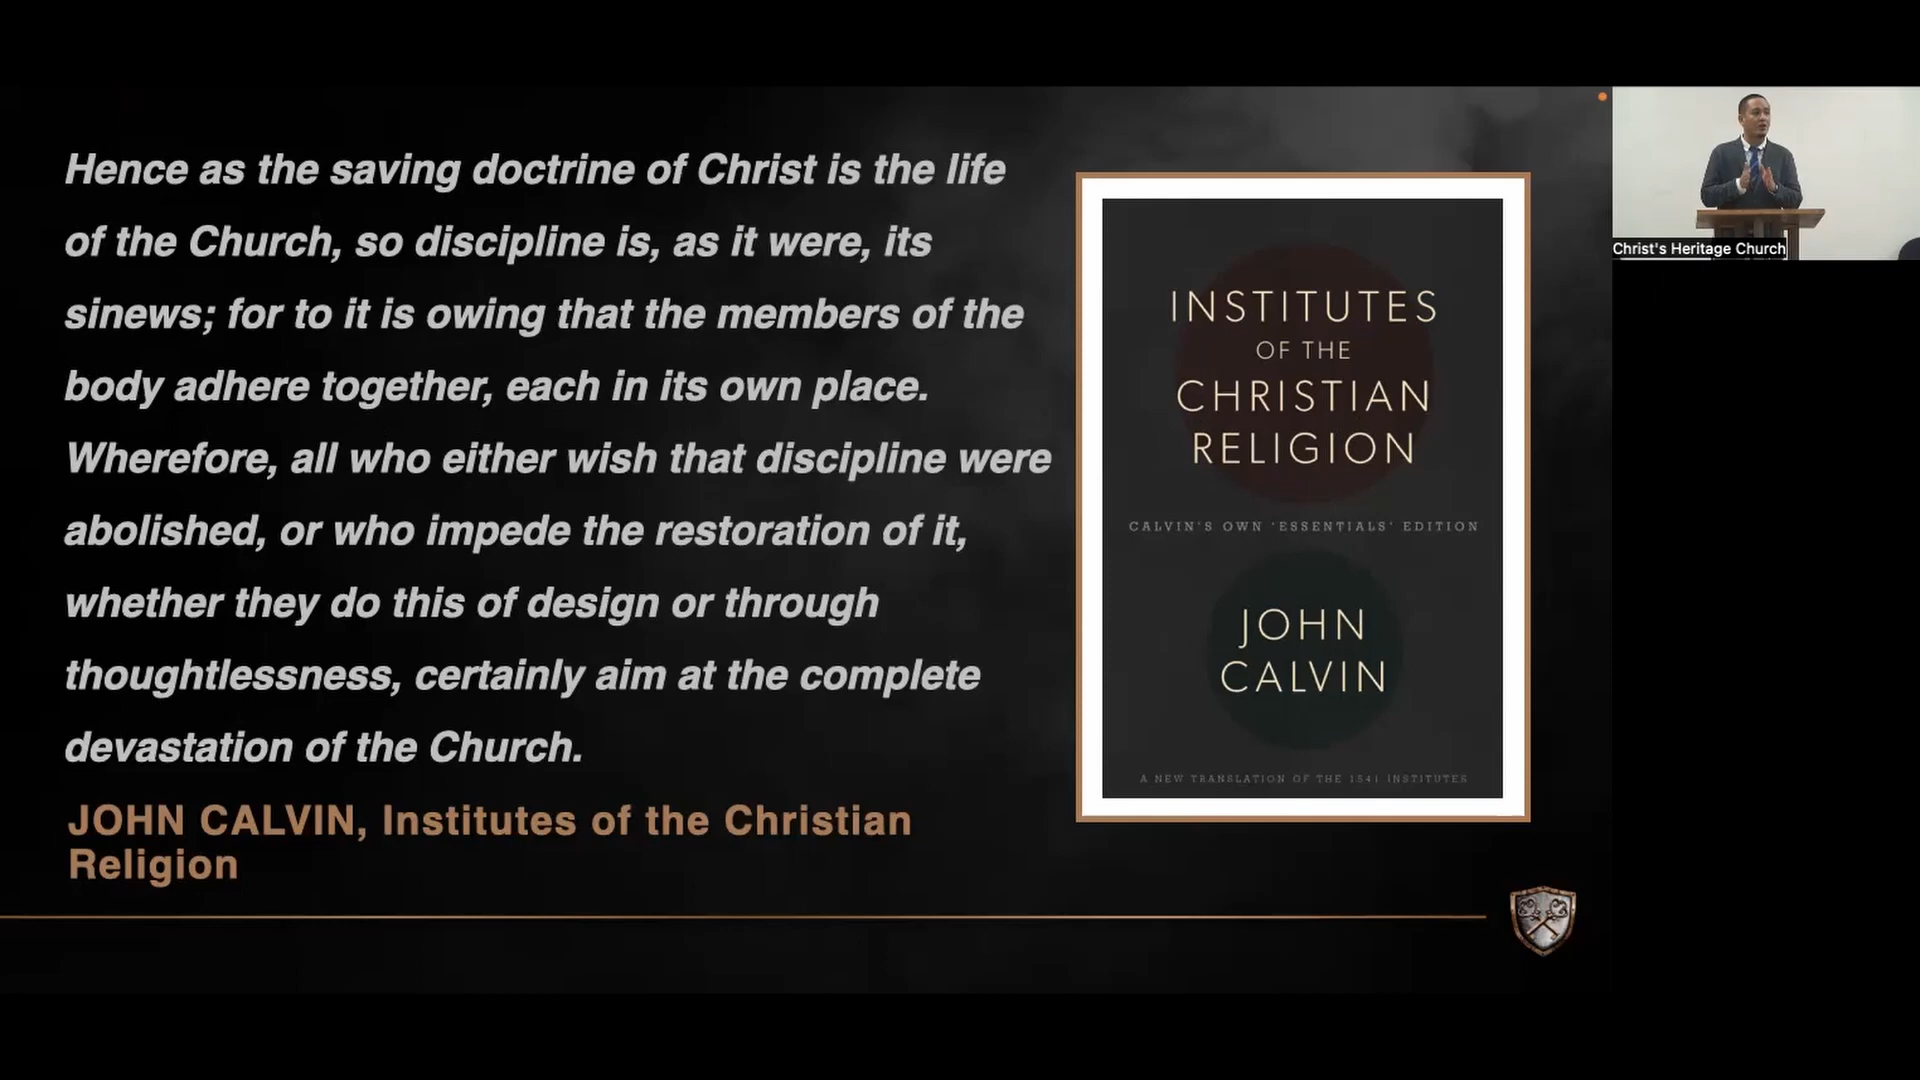 Hence as the saving doctrine of Christ is the life
of the Church, so discipline is, as it were, its
sinews; for to it is owing that the members of the
body adhere together, each in its own place.
Wherefore, all who either wish that discipline were
abolished, or who impede the restoration of it,
whether they do this of design or through
thoughtlessness, certainly aim at the complete
devastation of the Church.
JOHN CALVIN, Institutes of the Christian
Religion
INSTITUTES
OF THE
CHRISTIAN
RELIGION
CALVIN'S OWN 'ESSENTIALS' EDITION
JOHN
CALVIN
A NEW TRANSLATION OF THE 1541 INSTITUTES
Christ's Heritage Church